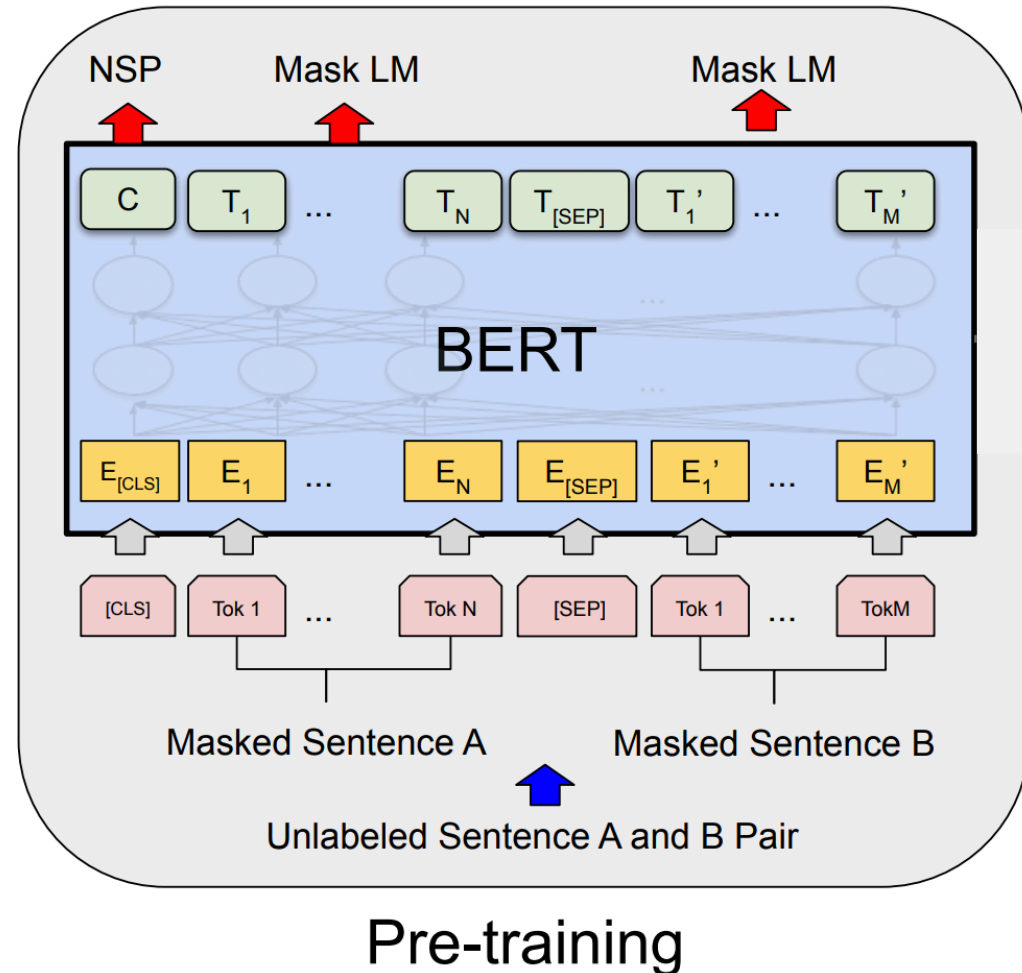 NSP Mask LM Mask LM
C T1 ... TN T[SEP] T1' ... TM'
...
BERT
...
E[CLS] E1 ... EN E[SEP] E1' ... EM'
[CLS] Tok 1 ... Tok N [SEP] Tok 1 ... TokM
Masked Sentence A Masked Sentence B
Unlabeled Sentence A and B Pair
Pre-training